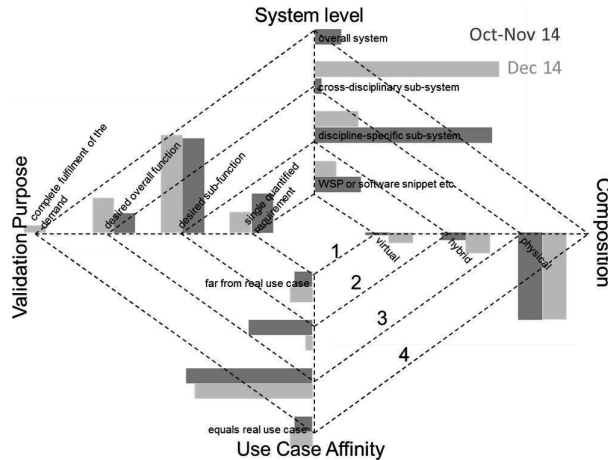 System level
overall system
Oct-Nov 14
Dec 14
cross-disciplinary sub-system
discipline-specific sub-system
WSP or software snippet etc.
Validation Purpose
complete fulfilment of the
demand
desired overall function
desired sub-function
single quantified
requirement
Composition
virtual
hybrid
physical
1
2
3
4
far from real use case
equals real use case
Use Case Affinity